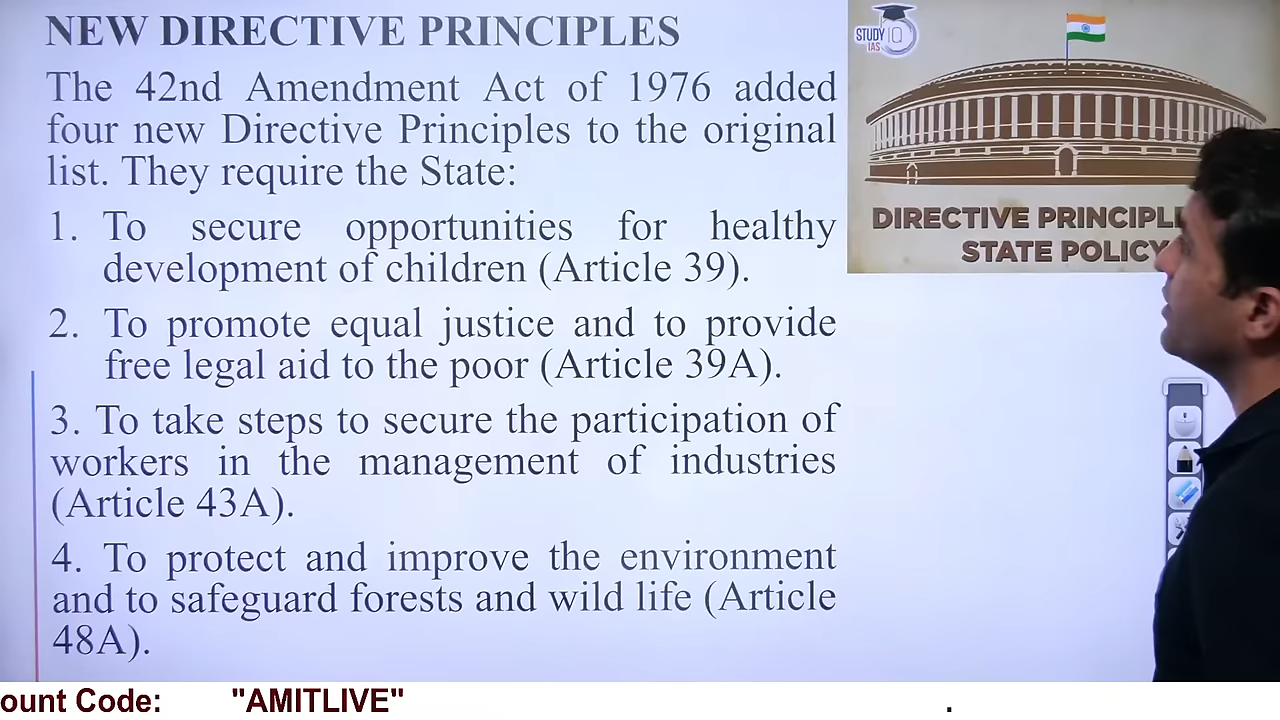 NEW DIRECTIVE PRINCIPLES
The 42nd Amendment Act of 1976 added
four new Directive Principles to the original
list. They require the State:
1. To secure opportunities for healthy
development of children (Article 39).
2. To promote equal justice and to provide
free legal aid to the poor (Article 39A).
3. To take steps to secure the participation of
workers in the management of industries
(Article 43A).
4. To protect and improve the environment
and to safeguard forests and wild life (Article
48A).
STUDY IQ
IAS
DIRECTIVE
STATE POLICY
ount Code: "AMITLIVE" .